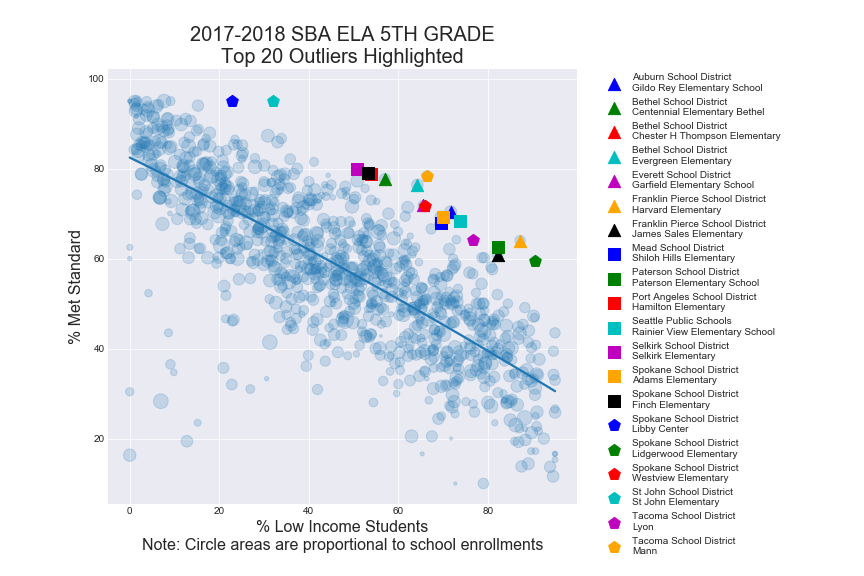 2017-2018 SBA ELA 5TH GRADE
Top 20 Outliers Highlighted
% Met Standard
100
80
60
40
20
0
20
40
60
80
% Low Income Students
Note: Circle areas are proportional to school enrollments
Auburn School District
Gildo Rey Elementary School
Bethel School District
Centennial Elementary Bethel
Bethel School District
Chester H Thompson Elementary
Bethel School District
Evergreen Elementary
Everett School District
Garfield Elementary School
Franklin Pierce School District
Harvard Elementary
Franklin Pierce School District
James Sales Elementary
Mead School District
Shiloh Hills Elementary
Paterson School District
Paterson Elementary School
Port Angeles School District
Hamilton Elementary
Seattle Public Schools
Rainier View Elementary School
Selkirk School District
Selkirk Elementary
Spokane School District
Adams Elementary
Spokane School District
Finch Elementary
Spokane School District
Libby Center
Spokane School District
Lidgerwood Elementary
Spokane School District
Westview Elementary
St John School District
St John Elementary
Tacoma School District
Lyon
Tacoma School District
Mann